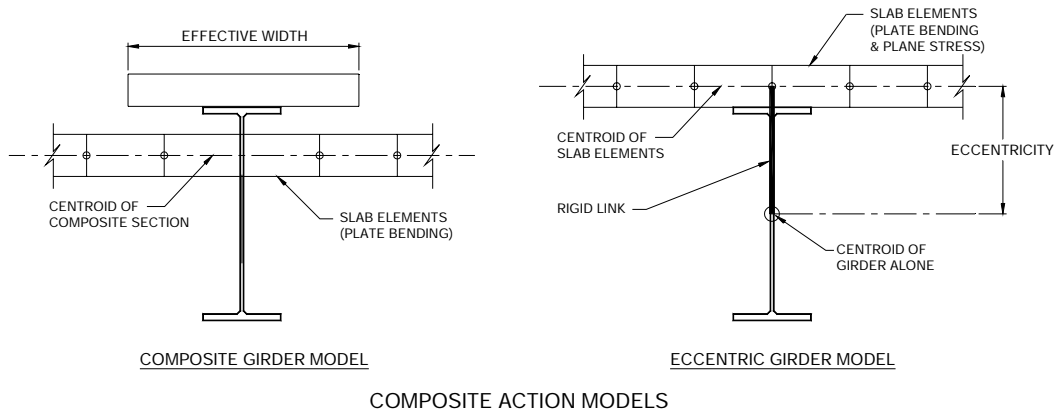 EFFECTIVE WIDTH
CENTROID OF
COMPOSITE SECTION
SLAB ELEMENTS
(PLATE BENDING)
COMPOSITE GIRDER MODEL
SLAB ELEMENTS
(PLATE BENDING
& PLANE STRESS)
CENTROID OF
SLAB ELEMENTS
ECCENTRICITY
RIGID LINK
CENTROID OF
GIRDER ALONE
ECCENTRIC GIRDER MODEL
COMPOSITE ACTION MODELS